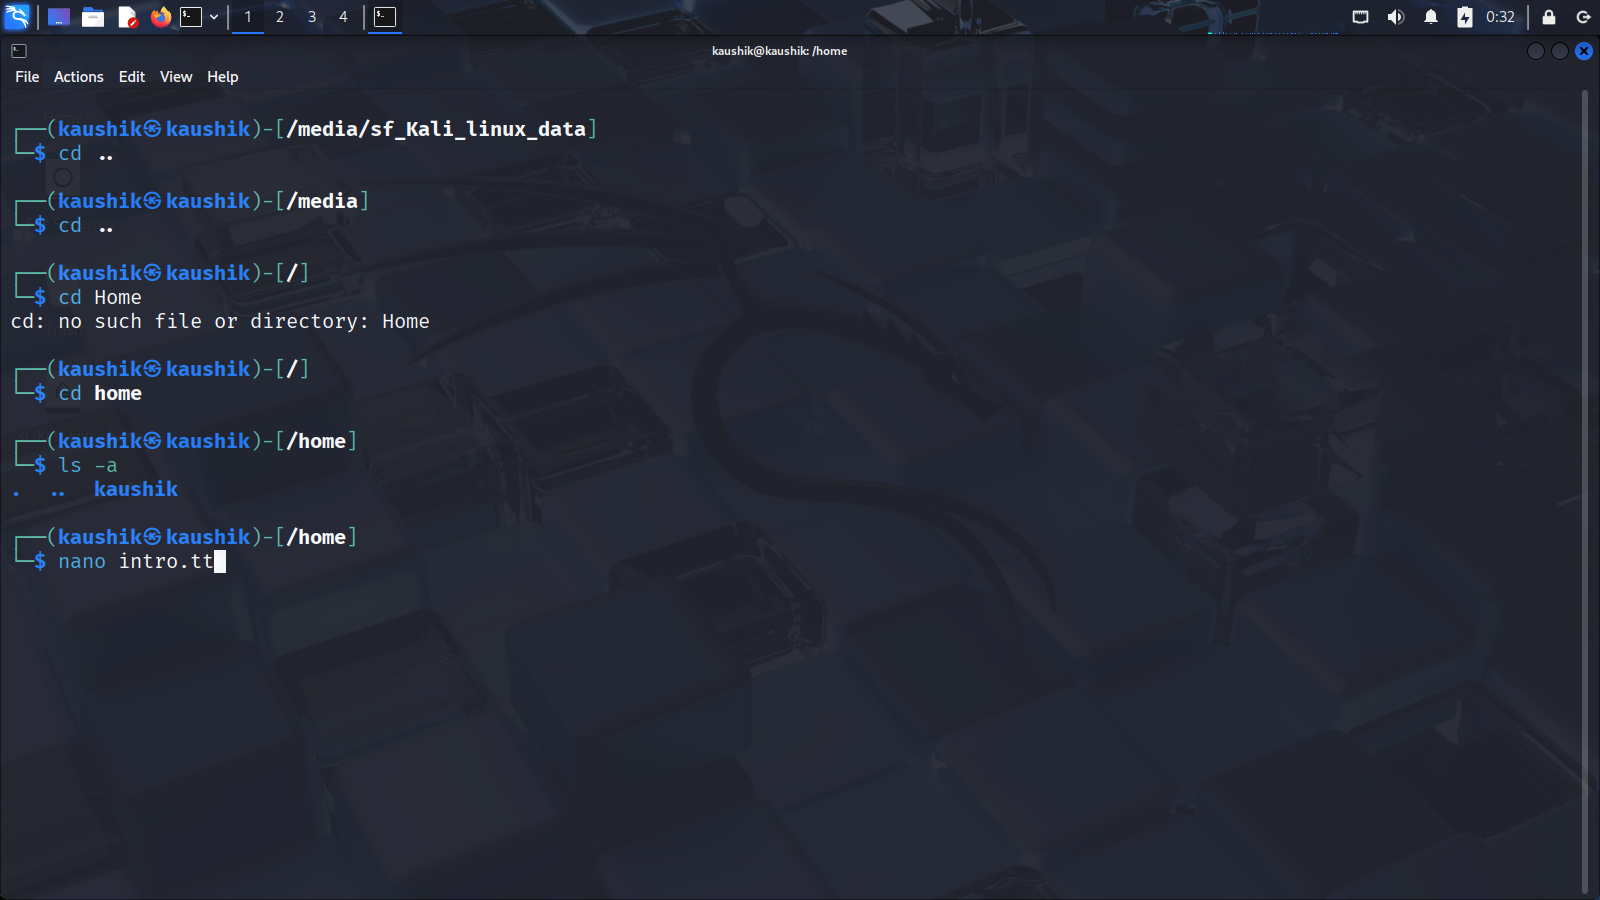 1 2 3 4 0:32
kaushik@kaushik: /home
File Actions Edit View Help
┌──(kaushik㉿kaushik)-[/media/sf_Kali_linux_data]
└─$ cd ..
┌──(kaushik㉿kaushik)-[/media]
└─$ cd ..
┌──(kaushik㉿kaushik)-[/]
└─$ cd Home
cd: no such file or directory: Home
┌──(kaushik㉿kaushik)-[/]
└─$ cd home
┌──(kaushik㉿kaushik)-[/home]
└─$ ls -a
. .. kaushik
┌──(kaushik㉿kaushik)-[/home]
└─$ nano intro.tt